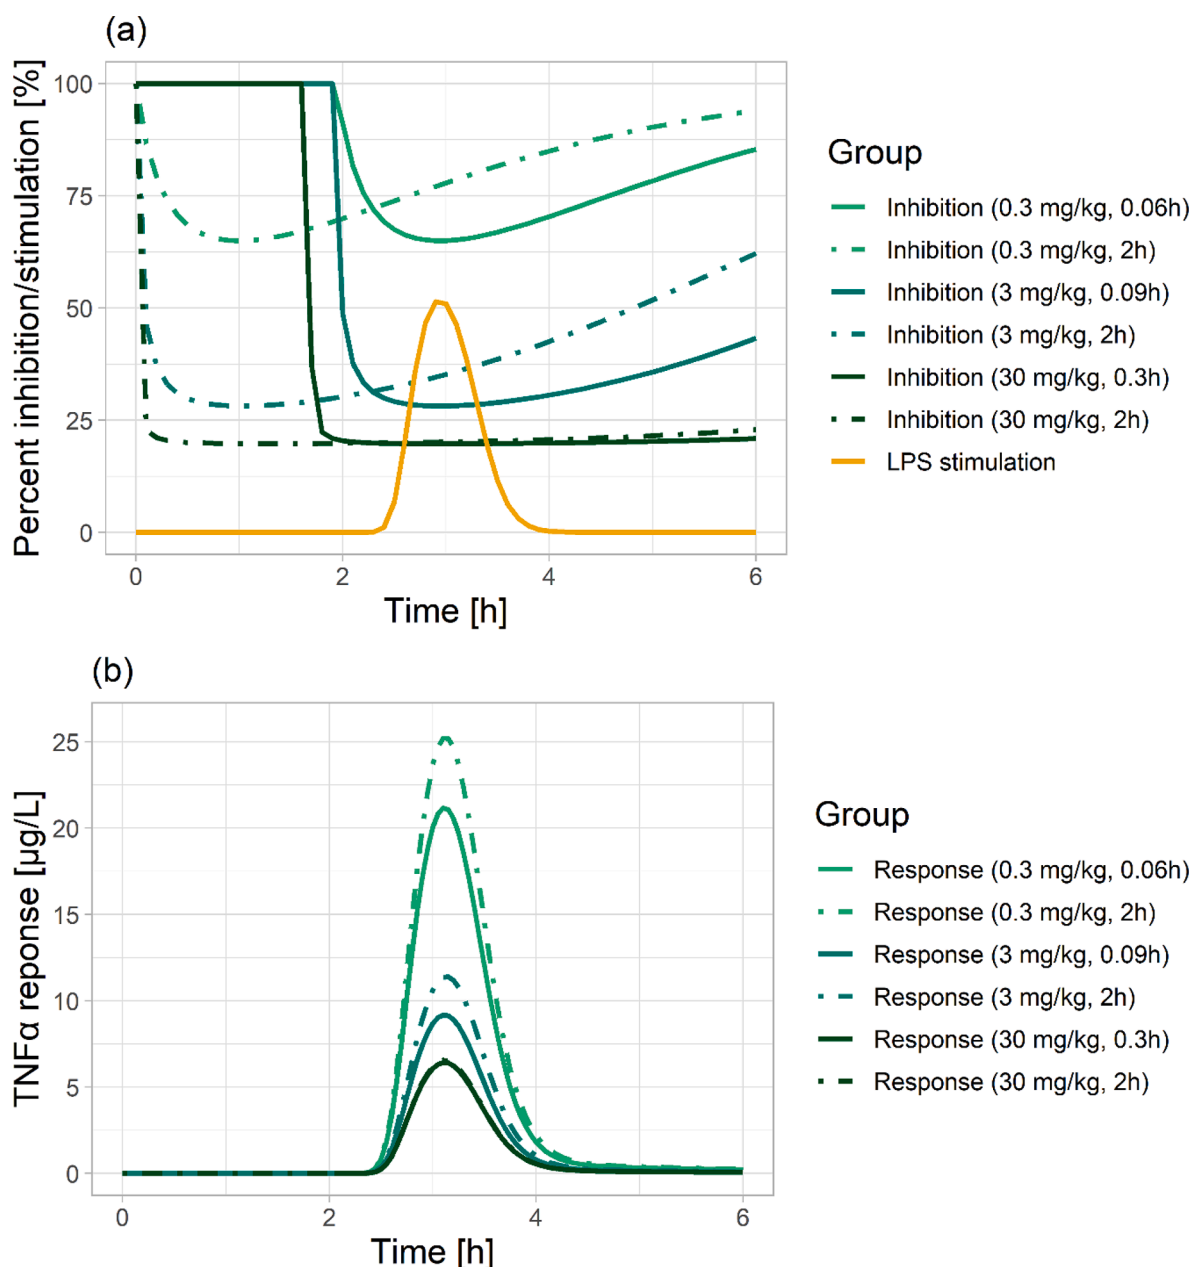 (a)
Percent inhibition/stimulation [%]
100
75
50
25
0
0 2 4 6
Time [h]
Group
Inhibition (0.3 mg/kg, 0.06h)
Inhibition (0.3 mg/kg, 2h)
Inhibition (3 mg/kg, 0.09h)
Inhibition (3 mg/kg, 2h)
Inhibition (30 mg/kg, 0.3h)
Inhibition (30 mg/kg, 2h)
LPS stimulation
(b)
TNFα reponse [µg/L]
25
20
15
10
5
0
0 2 4 6
Time [h]
Group
Response (0.3 mg/kg, 0.06h)
Response (0.3 mg/kg, 2h)
Response (3 mg/kg, 0.09h)
Response (3 mg/kg, 2h)
Response (30 mg/kg, 0.3h)
Response (30 mg/kg, 2h)